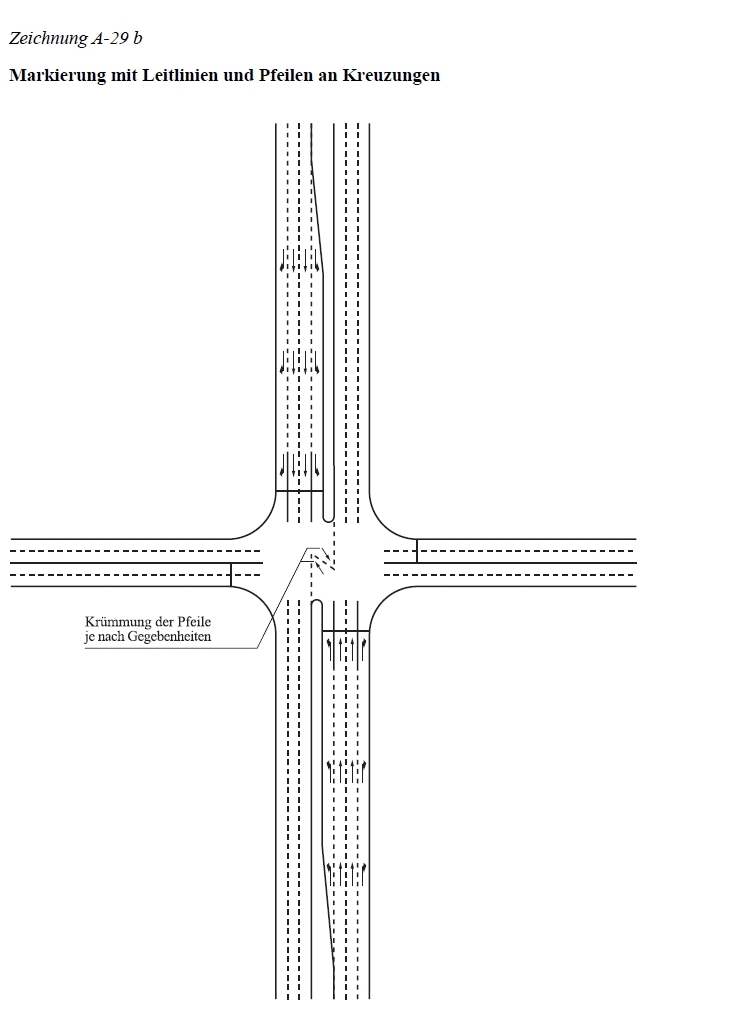 Zeichnung A-29 b
Markierung mit Leitlinien und Pfeilen an Kreuzungen
Krümmung der Pfeile
je nach Gegebenheiten